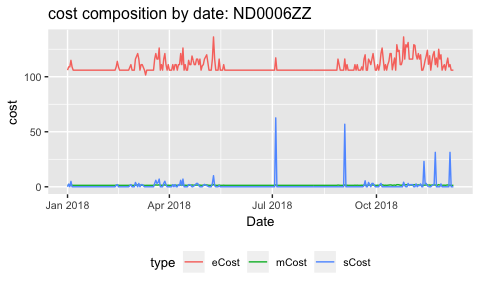 cost composition by date: ND0006ZZ
100
50
0
cost
Jan 2018 Apr 2018 Jul 2018 Oct 2018
Date
type eCost mCost sCost